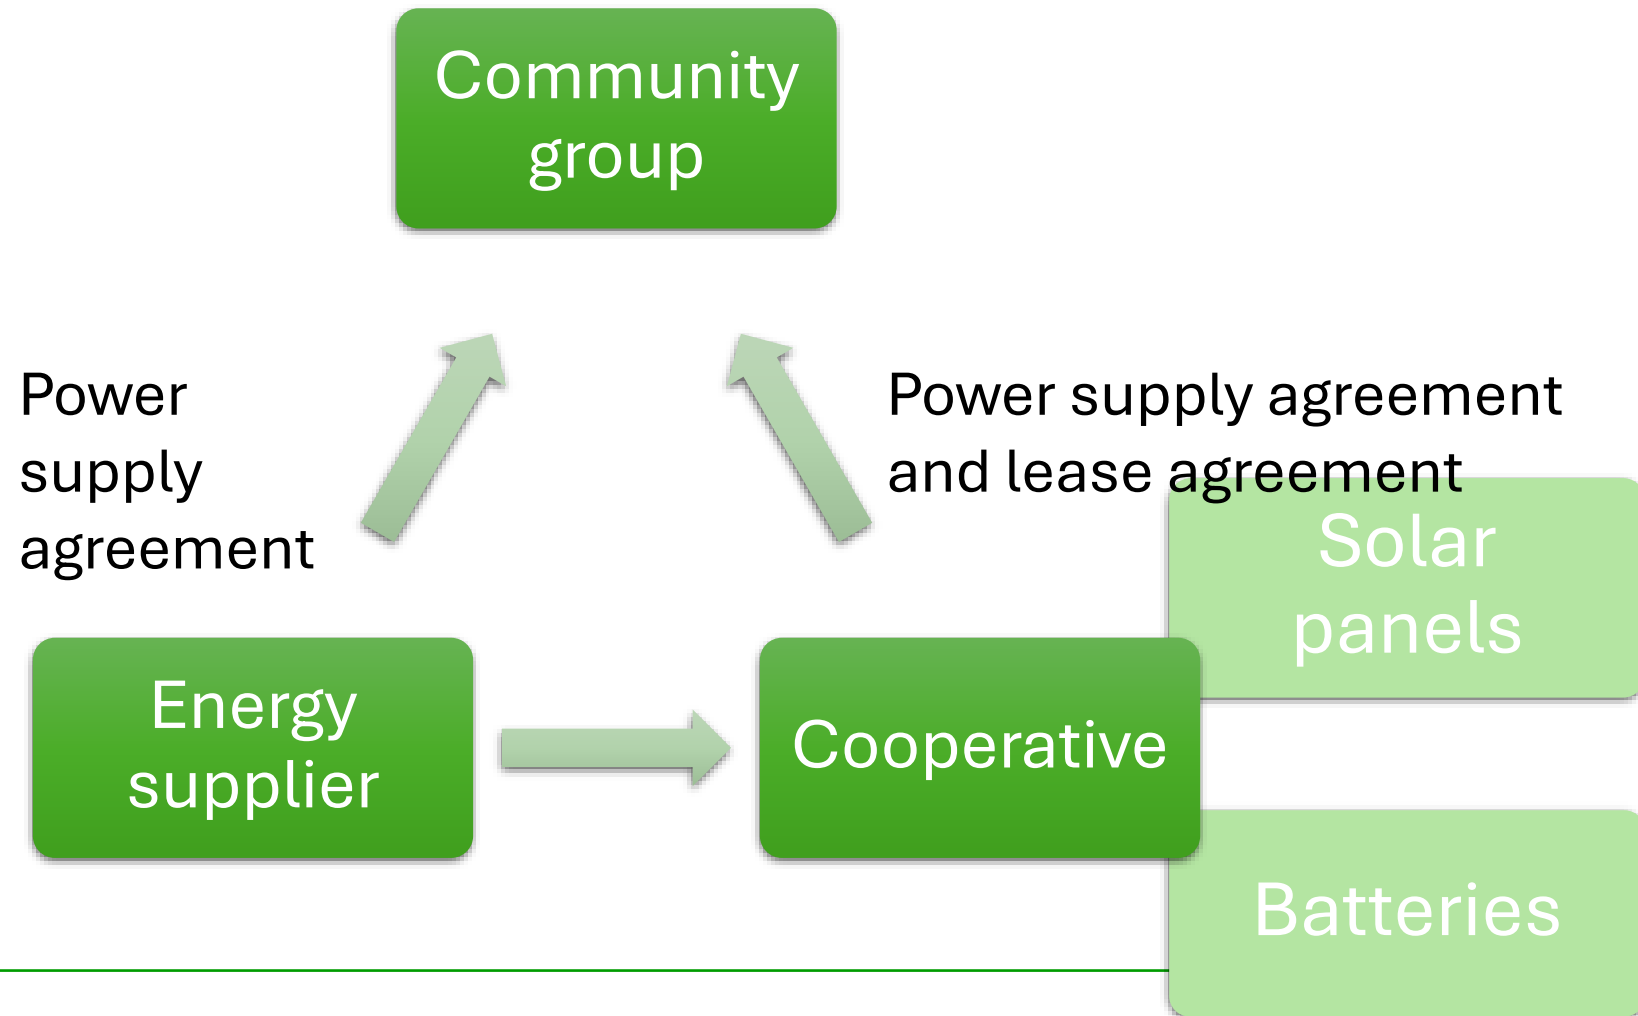 Community
group
Power
supply
agreement
Power supply agreement
and lease agreement
Solar
panels
Energy
supplier
Cooperative
Batteries